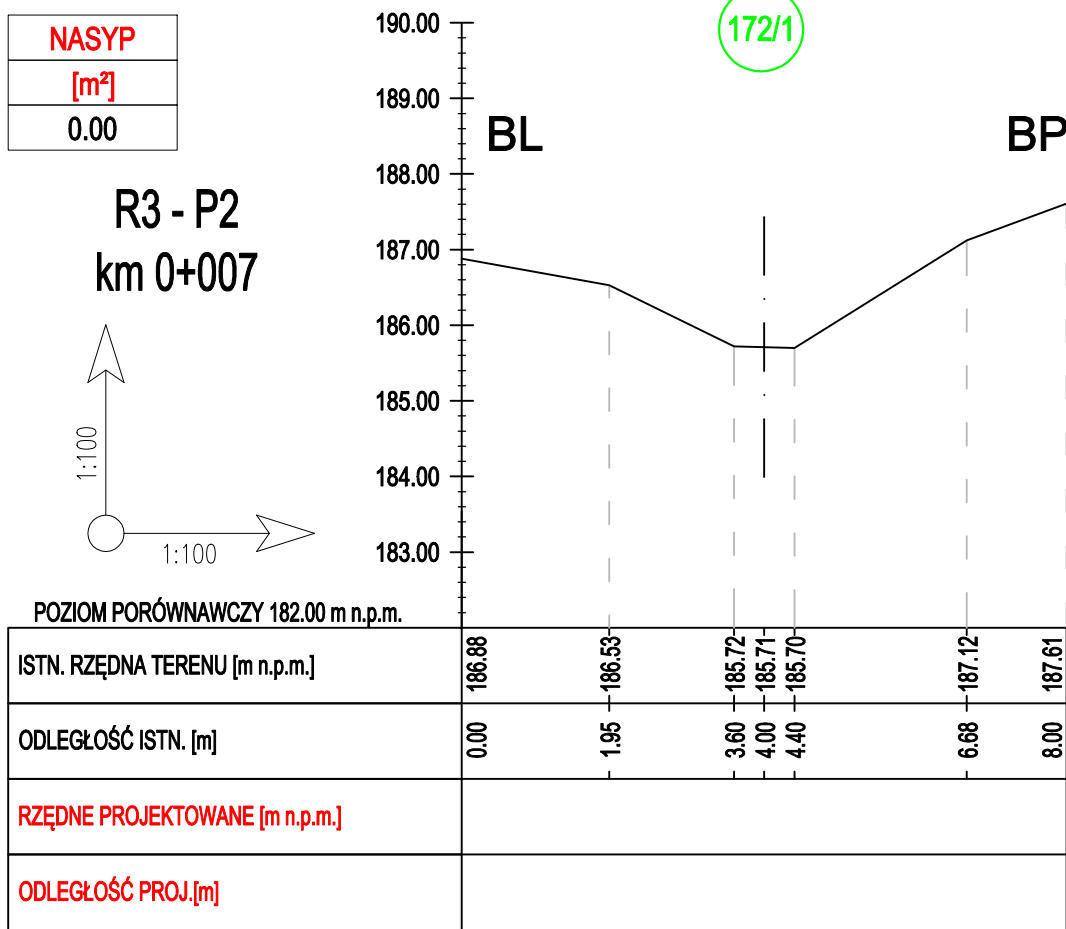 NASYP
[m²]
0.00
R3 - P2
km 0+007
1:100
1:100
190.00
189.00
188.00
187.00
186.00
185.00
184.00
183.00
172/1
BL
BP
POZIOM PORÓWNAWCZY 182.00 m n.p.m.
ISTN. RZĘDNA TERENU [m n.p.m.] 186.88 186.53 185.72 185.71 185.70 187.12 187.61
ODLEGŁOŚĆ ISTN. [m] 0.00 1.95 3.60 4.00 4.40 6.68 8.00
RZĘDNE PROJEKTOWANE [m n.p.m.]
ODLEGŁOŚĆ PROJ.[m]